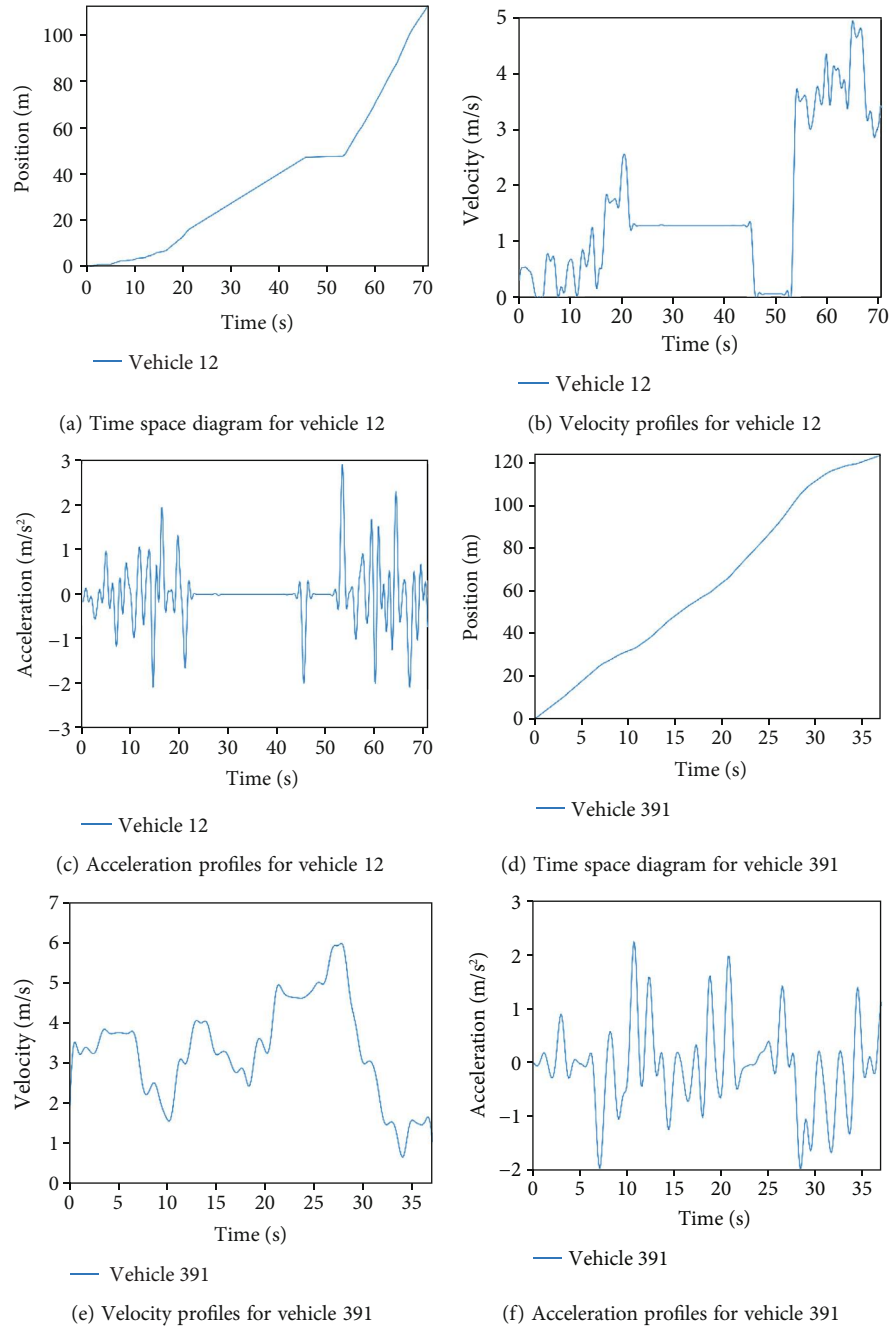 Position (m)
100
80
60
40
20
0
0 10 20 30 40 50 60 70
Time (s)
Vehicle 12
(a) Time space diagram for vehicle 12
Velocity (m/s)
5
4
3
2
1
0
0 10 20 30 40 50 60 70
Time (s)
Vehicle 12
(b) Velocity profiles for vehicle 12
Acceleration (m/s²)
3
2
1
0
−1
−2
−3
0 10 20 30 40 50 60 70
Time (s)
Vehicle 12
(c) Acceleration profiles for vehicle 12
Position (m)
120
100
80
60
40
20
0
0 5 10 15 20 25 30 35
Time (s)
Vehicle 391
(d) Time space diagram for vehicle 391
Velocity (m/s)
7
6
5
4
3
2
1
0
0 5 10 15 20 25 30 35
Time (s)
Vehicle 391
(e) Velocity profiles for vehicle 391
Acceleration (m/s²)
3
2
1
0
−1
−2
0 5 10 15 20 25 30 35
Time (s)
Vehicle 391
(f) Acceleration profiles for vehicle 391